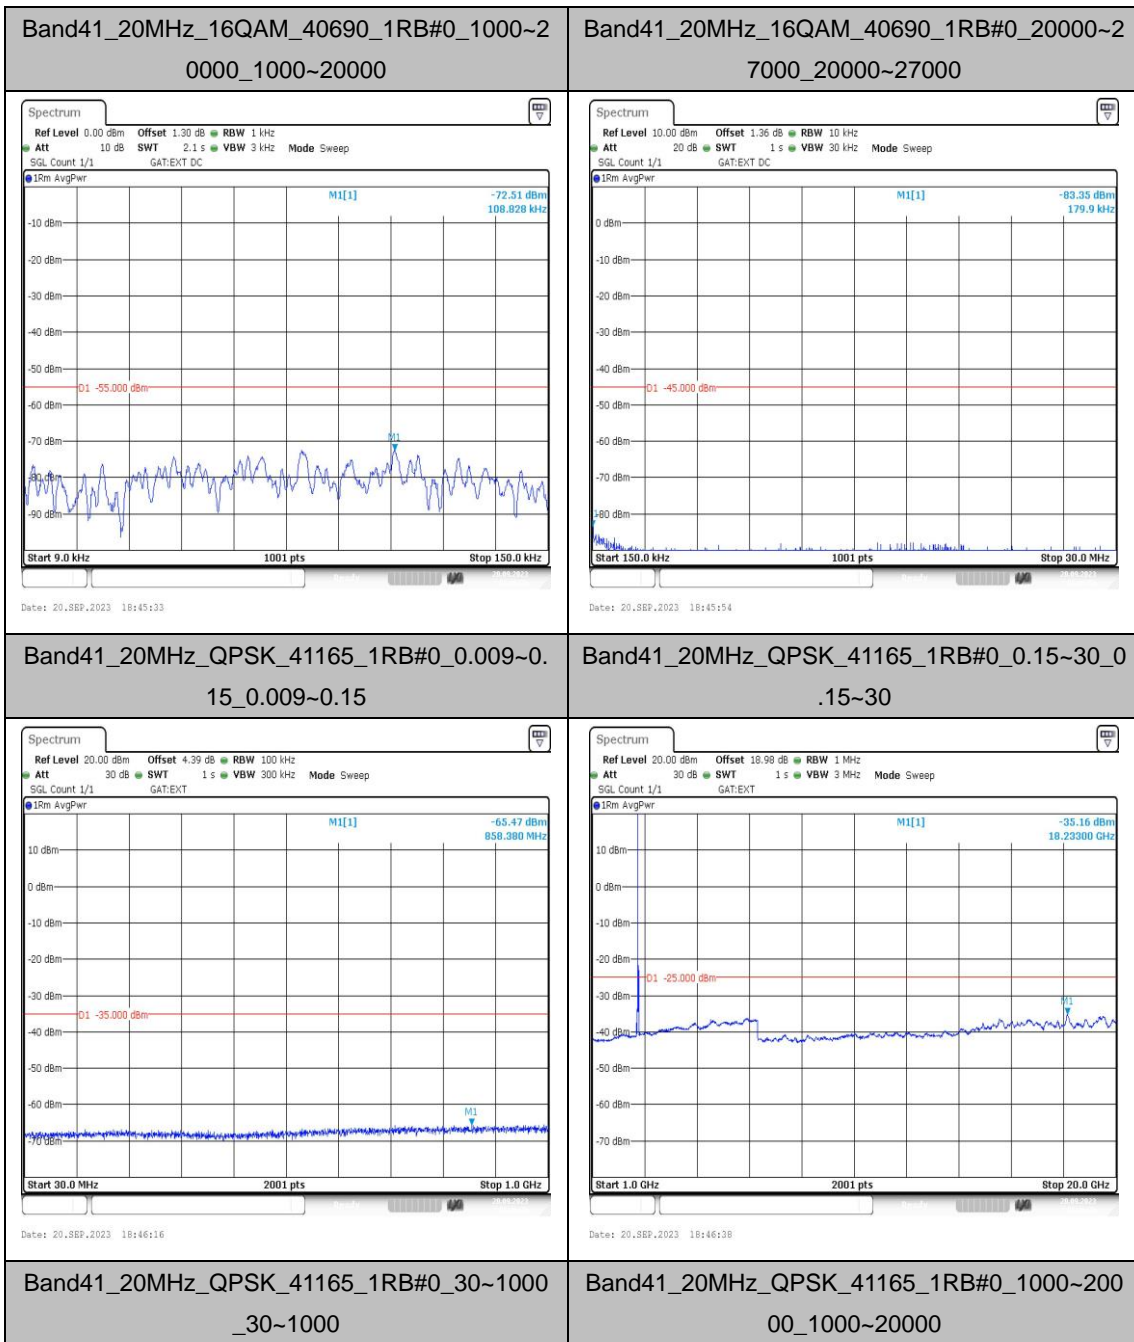 Band41_20MHz_16QAM_40690_1RB#0_1000~2
0000_1000~20000
Band41_20MHz_16QAM_40690_1RB#0_20000~2
7000_20000~27000
Spectrum
Ref Level 0.00 dBm Offset 1.30 dB RBW 1 kHz
Att 10 dB SWT 2.1 s VBW 3 kHz Mode Sweep
SGL Count 1/1 GAT:EXT DC
1Rm AvgPwr
M1[1] -72.51 dBm
108.828 kHz
-10 dBm
-20 dBm
-30 dBm
-40 dBm
-50 dBm
D1 -55.000 dBm
-60 dBm
-70 dBm
M1
-80 dBm
-90 dBm
Start 9.0 kHz 1001 pts Stop 150.0 kHz
Date: 20.SEP.2023 18:45:33
Spectrum
Ref Level 10.00 dBm Offset 1.36 dB RBW 10 kHz
Att 20 dB SWT 1 s VBW 30 kHz Mode Sweep
SGL Count 1/1 GAT:EXT DC
1Rm AvgPwr
M1[1] -83.35 dBm
179.9 kHz
0 dBm
-10 dBm
-20 dBm
-30 dBm
-40 dBm
D1 -45.000 dBm
-50 dBm
-60 dBm
-70 dBm
-80 dBm
Start 150.0 kHz 1001 pts Stop 30.0 MHz
Date: 20.SEP.2023 18:45:54
Band41_20MHz_QPSK_41165_1RB#0_0.009~0.
15_0.009~0.15
Band41_20MHz_QPSK_41165_1RB#0_0.15~30_0
.15~30
Spectrum
Ref Level 20.00 dBm Offset 4.39 dB RBW 100 kHz
Att 30 dB SWT 1 s VBW 300 kHz Mode Sweep
SGL Count 1/1 GAT:EXT
1Rm AvgPwr
M1[1] -65.47 dBm
858.380 MHz
10 dBm
0 dBm
-10 dBm
-20 dBm
-30 dBm
D1 -35.000 dBm
-40 dBm
-50 dBm
-60 dBm
M1
-70 dBm
Start 30.0 MHz 2001 pts Stop 1.0 GHz
Date: 20.SEP.2023 18:46:16
Spectrum
Ref Level 20.00 dBm Offset 18.98 dB RBW 1 MHz
Att 30 dB SWT 1 s VBW 3 MHz Mode Sweep
SGL Count 1/1 GAT:EXT
1Rm AvgPwr
M1[1] -35.16 dBm
18.23300 GHz
10 dBm
0 dBm
-10 dBm
-20 dBm
D1 -25.000 dBm
-30 dBm
M1
-40 dBm
-50 dBm
-60 dBm
-70 dBm
Start 1.0 GHz 2001 pts Stop 20.0 GHz
Date: 20.SEP.2023 18:46:38
Band41_20MHz_QPSK_41165_1RB#0_30~1000
_30~1000
Band41_20MHz_QPSK_41165_1RB#0_1000~200
00_1000~20000